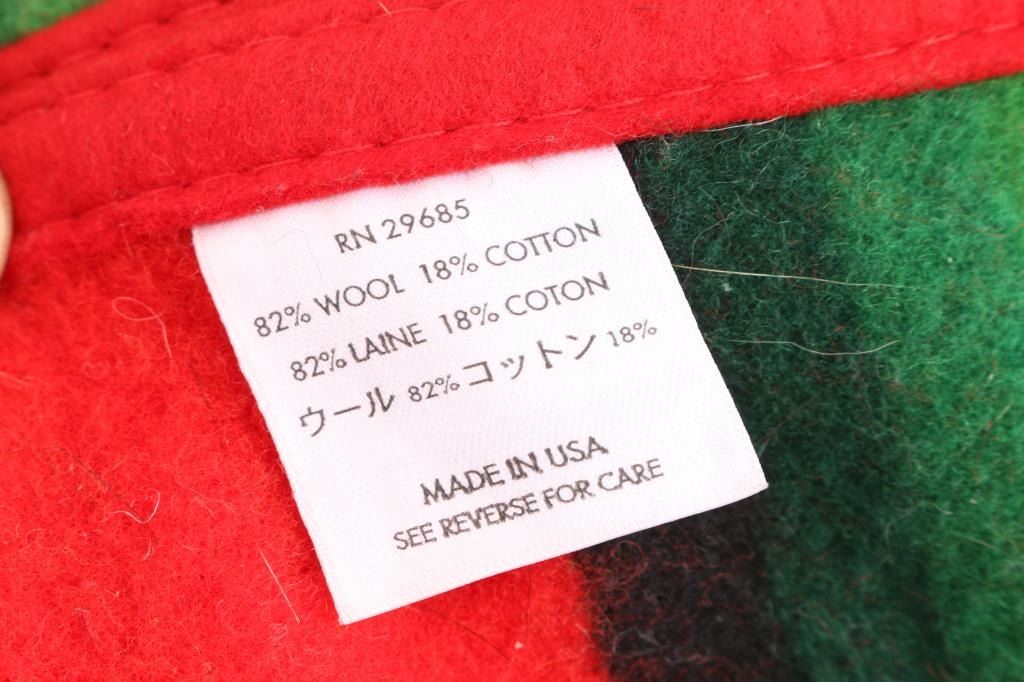 RN 29685
82% WOOL 18% COTTON
82% LAINE 18% COTON
ウール 82% コットン 18%
MADE IN USA
SEE REVERSE FOR CARE